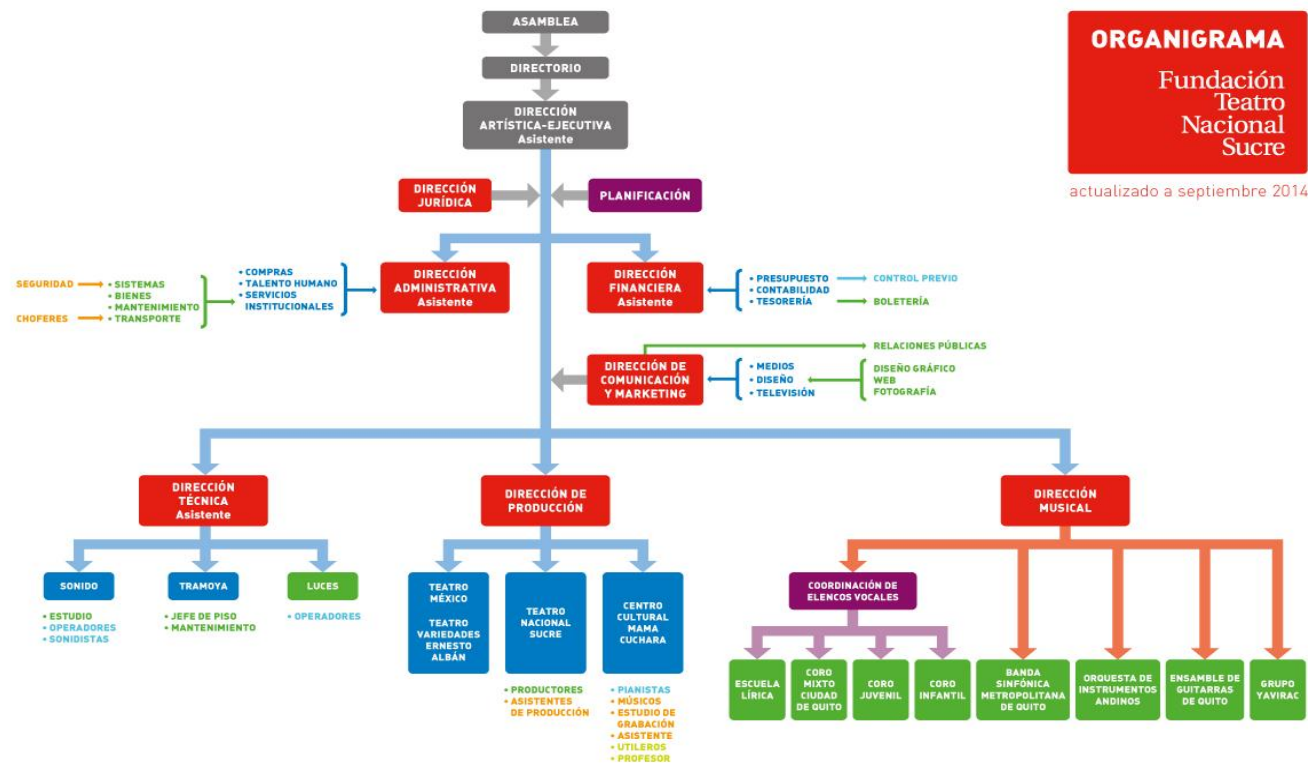 ASAMBLEA
DIRECTORIO
DIRECCIÓN
ARTÍSTICA-EJECUTIVA
Asistente
ORGANIGRAMA
Fundación
Teatro
Nacional
Sucre
actualizado a septiembre 2014
DIRECCIÓN
JURÍDICA
PLANIFICACIÓN
SEGURIDAD
CHOFERES
• SISTEMAS
• BIENES
• MANTENIMIENTO
• TRANSPORTE
• COMPRAS
• TALENTO HUMANO
• SERVICIOS
INSTITUCIONALES
DIRECCIÓN
ADMINISTRATIVA
Asistente
DIRECCIÓN
FINANCIERA
Asistente
• PRESUPUESTO
• CONTABILIDAD
• TESORERÍA
CONTROL PREVIO
BOLETERÍA
RELACIONES PÚBLICAS
DIRECCIÓN DE
COMUNICACIÓN
Y MARKETING
• MEDIOS
• DISEÑO
• TELEVISIÓN
DISEÑO GRÁFICO
WEB
FOTOGRAFÍA
DIRECCIÓN
TÉCNICA
Asistente
DIRECCIÓN DE
PRODUCCIÓN
DIRECCIÓN
MUSICAL
SONIDO
• ESTUDIO
• OPERADORES
• SONIDISTAS
TRAMOYA
• JEFE DE PISO
• MANTENIMIENTO
LUCES
• OPERADORES
TEATRO
MÉXICO
TEATRO
VARIEDADES
ERNESTO
ALBÁN
TEATRO
NACIONAL
SUCRE
• PRODUCTORES
• ASISTENTES
DE PRODUCCIÓN
CENTRO
CULTURAL
MAMA
CUCHARA
• PIANISTAS
• MÚSICOS
• ESTUDIO DE
GRABACIÓN
• ASISTENTE
• UTILEROS
• PROFESOR
COORDINACIÓN DE
ELENCOS VOCALES
ESCUELA
LÍRICA
CORO
MIXTO
CIUDAD
DE QUITO
CORO
JUVENIL
CORO
INFANTIL
BANDA
SINFÓNICA
METROPOLITANA
DE QUITO
ORQUESTA DE
INSTRUMENTOS
ANDINOS
ENSAMBLE DE
GUITARRAS
DE QUITO
GRUPO
YAVIRAC